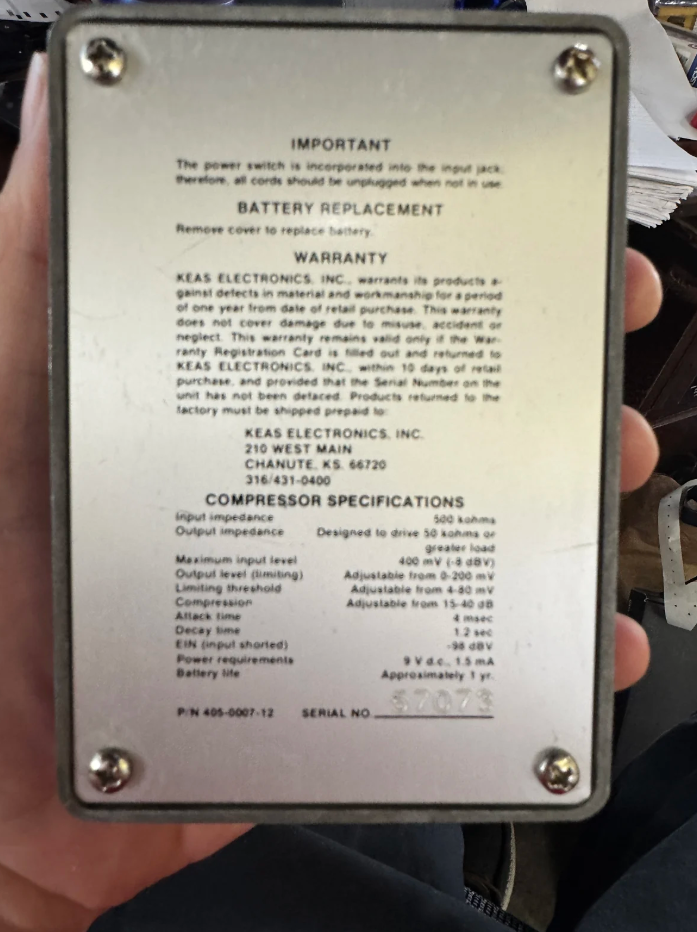 IMPORTANT
The power switch is incorporated into the input jack;
therefore, all cords should be unplugged when not in use.
BATTERY REPLACEMENT
Remove cover to replace battery.
WARRANTY
KEAS ELECTRONICS, INC., warrants its products a-
gainst defects in material and workmanship for a period
of one year from date of retail purchase. This warranty
does not cover damage due to misuse, accident or
neglect. This warranty remains valid only if the War-
ranty Registration Card is filled out and returned to
KEAS ELECTRONICS, INC., within 10 days of retail
purchase, and provided that the Serial Number on the
unit has not been defaced. Products returned to the
factory must be shipped prepaid to:
KEAS ELECTRONICS, INC.
210 WEST MAIN
CHANUTE, KS. 66720
316/431-0400
COMPRESSOR SPECIFICATIONS
Input impedance 500 kohms
Output impedance Designed to drive 50 kohms or
greater load
Maximum input level 400 mV (-8 dBV)
Output level (limiting) Adjustable from 0-200 mV
Limiting threshold Adjustable from 4-80 mV
Compression Adjustable from 15-40 dB
Attack time 4 msec
Decay time 1.2 sec
EIN (input shorted) -98 dBV
Power requirements 9 V d.c., 1.5 mA
Battery life Approximately 1 yr.
P/N 405-0007-12 SERIAL NO. 67073